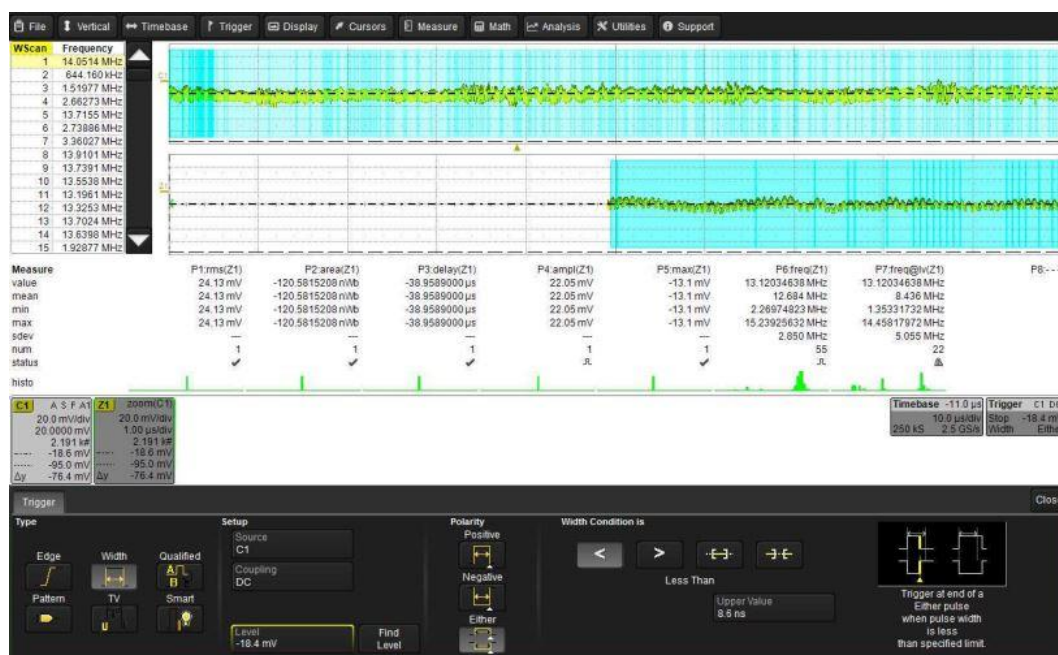 File Vertical Timebase Trigger Display Cursors Measure Math Analysis Utilities Support
WScan Frequency
1 14.0514 MHz
2 644.160 kHz
3 1.51977 MHz
4 2.66273 MHz
5 13.7155 MHz
6 2.73886 MHz
7 3.36027 MHz
8 13.9101 MHz
9 13.7391 MHz
10 13.5538 MHz
11 13.1961 MHz
12 13.3253 MHz
13 13.7024 MHz
14 13.6398 MHz
15 1.92877 MHz
C1
Z1
Measure P1:rms(Z1) P2:area(Z1) P3:delay(Z1) P4:ampl(Z1) P5:max(Z1) P6:freq(Z1) P7:freq@lv(Z1) P8:- - -
value 24.13 mV -120.5815208 nWb -38.9589000 µs 22.05 mV -13.1 mV 13.12034638 MHz 13.12034638 MHz
mean 24.13 mV -120.5815208 nWb -38.9589000 µs 22.05 mV -13.1 mV 12.684 MHz 8.436 MHz
min 24.13 mV -120.5815208 nWb -38.9589000 µs 22.05 mV -13.1 mV 2.26974823 MHz 1.35331732 MHz
max 24.13 mV -120.5815208 nWb -38.9589000 µs 22.05 mV -13.1 mV 15.23925632 MHz 14.45817972 MHz
sdev --- --- --- --- --- 2.850 MHz 5.055 MHz
num 1 1 1 1 1 55 22
status
histo
C1 A S F A1 Z1 zoom(C1) Timebase -11.0 µs Trigger C1 D
20.0 mV/div 20.0 mV/div 10.0 µs/div Stop -18.4 m
20.0000 mV 1.00 µs/div 250 kS 2.5 GS/s Width Eithe
2.191 k# 2.191 k#
-18.6 mV -18.6 mV
-95.0 mV -95.0 mV
Δy -76.4 mV Δy -76.4 mV
Trigger Clos
Type Setup Polarity Width Condition is
Edge Width Qualified
Pattern TV Smart
Source
C1
Coupling
DC
Level
-18.4 mV
Find
Level
Positive
Negative
Either
< >
Less Than
Upper Value
8.6 ns
Trigger at end of a
Either pulse
when pulse width
is less
than specified limit.